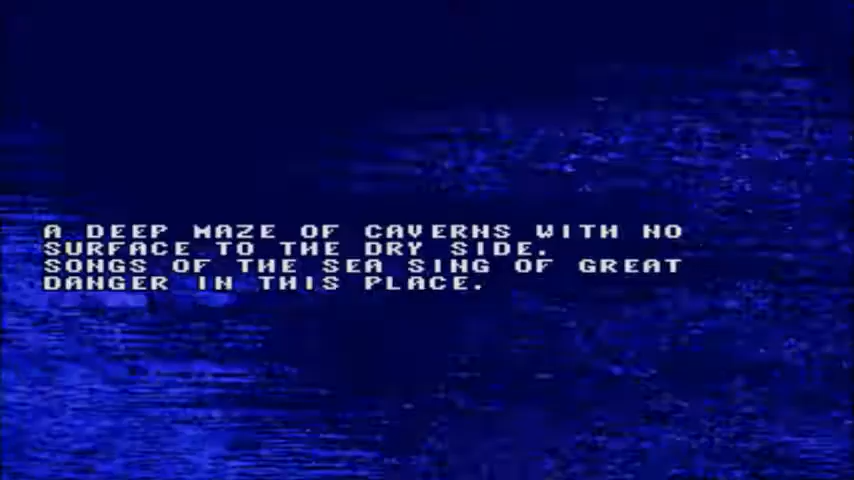 A DEEP MAZE OF CAVERNS WITH NO
SURFACE TO THE DRY SIDE.
SONGS OF THE SEA SING OF GREAT
DANGER IN THIS PLACE.